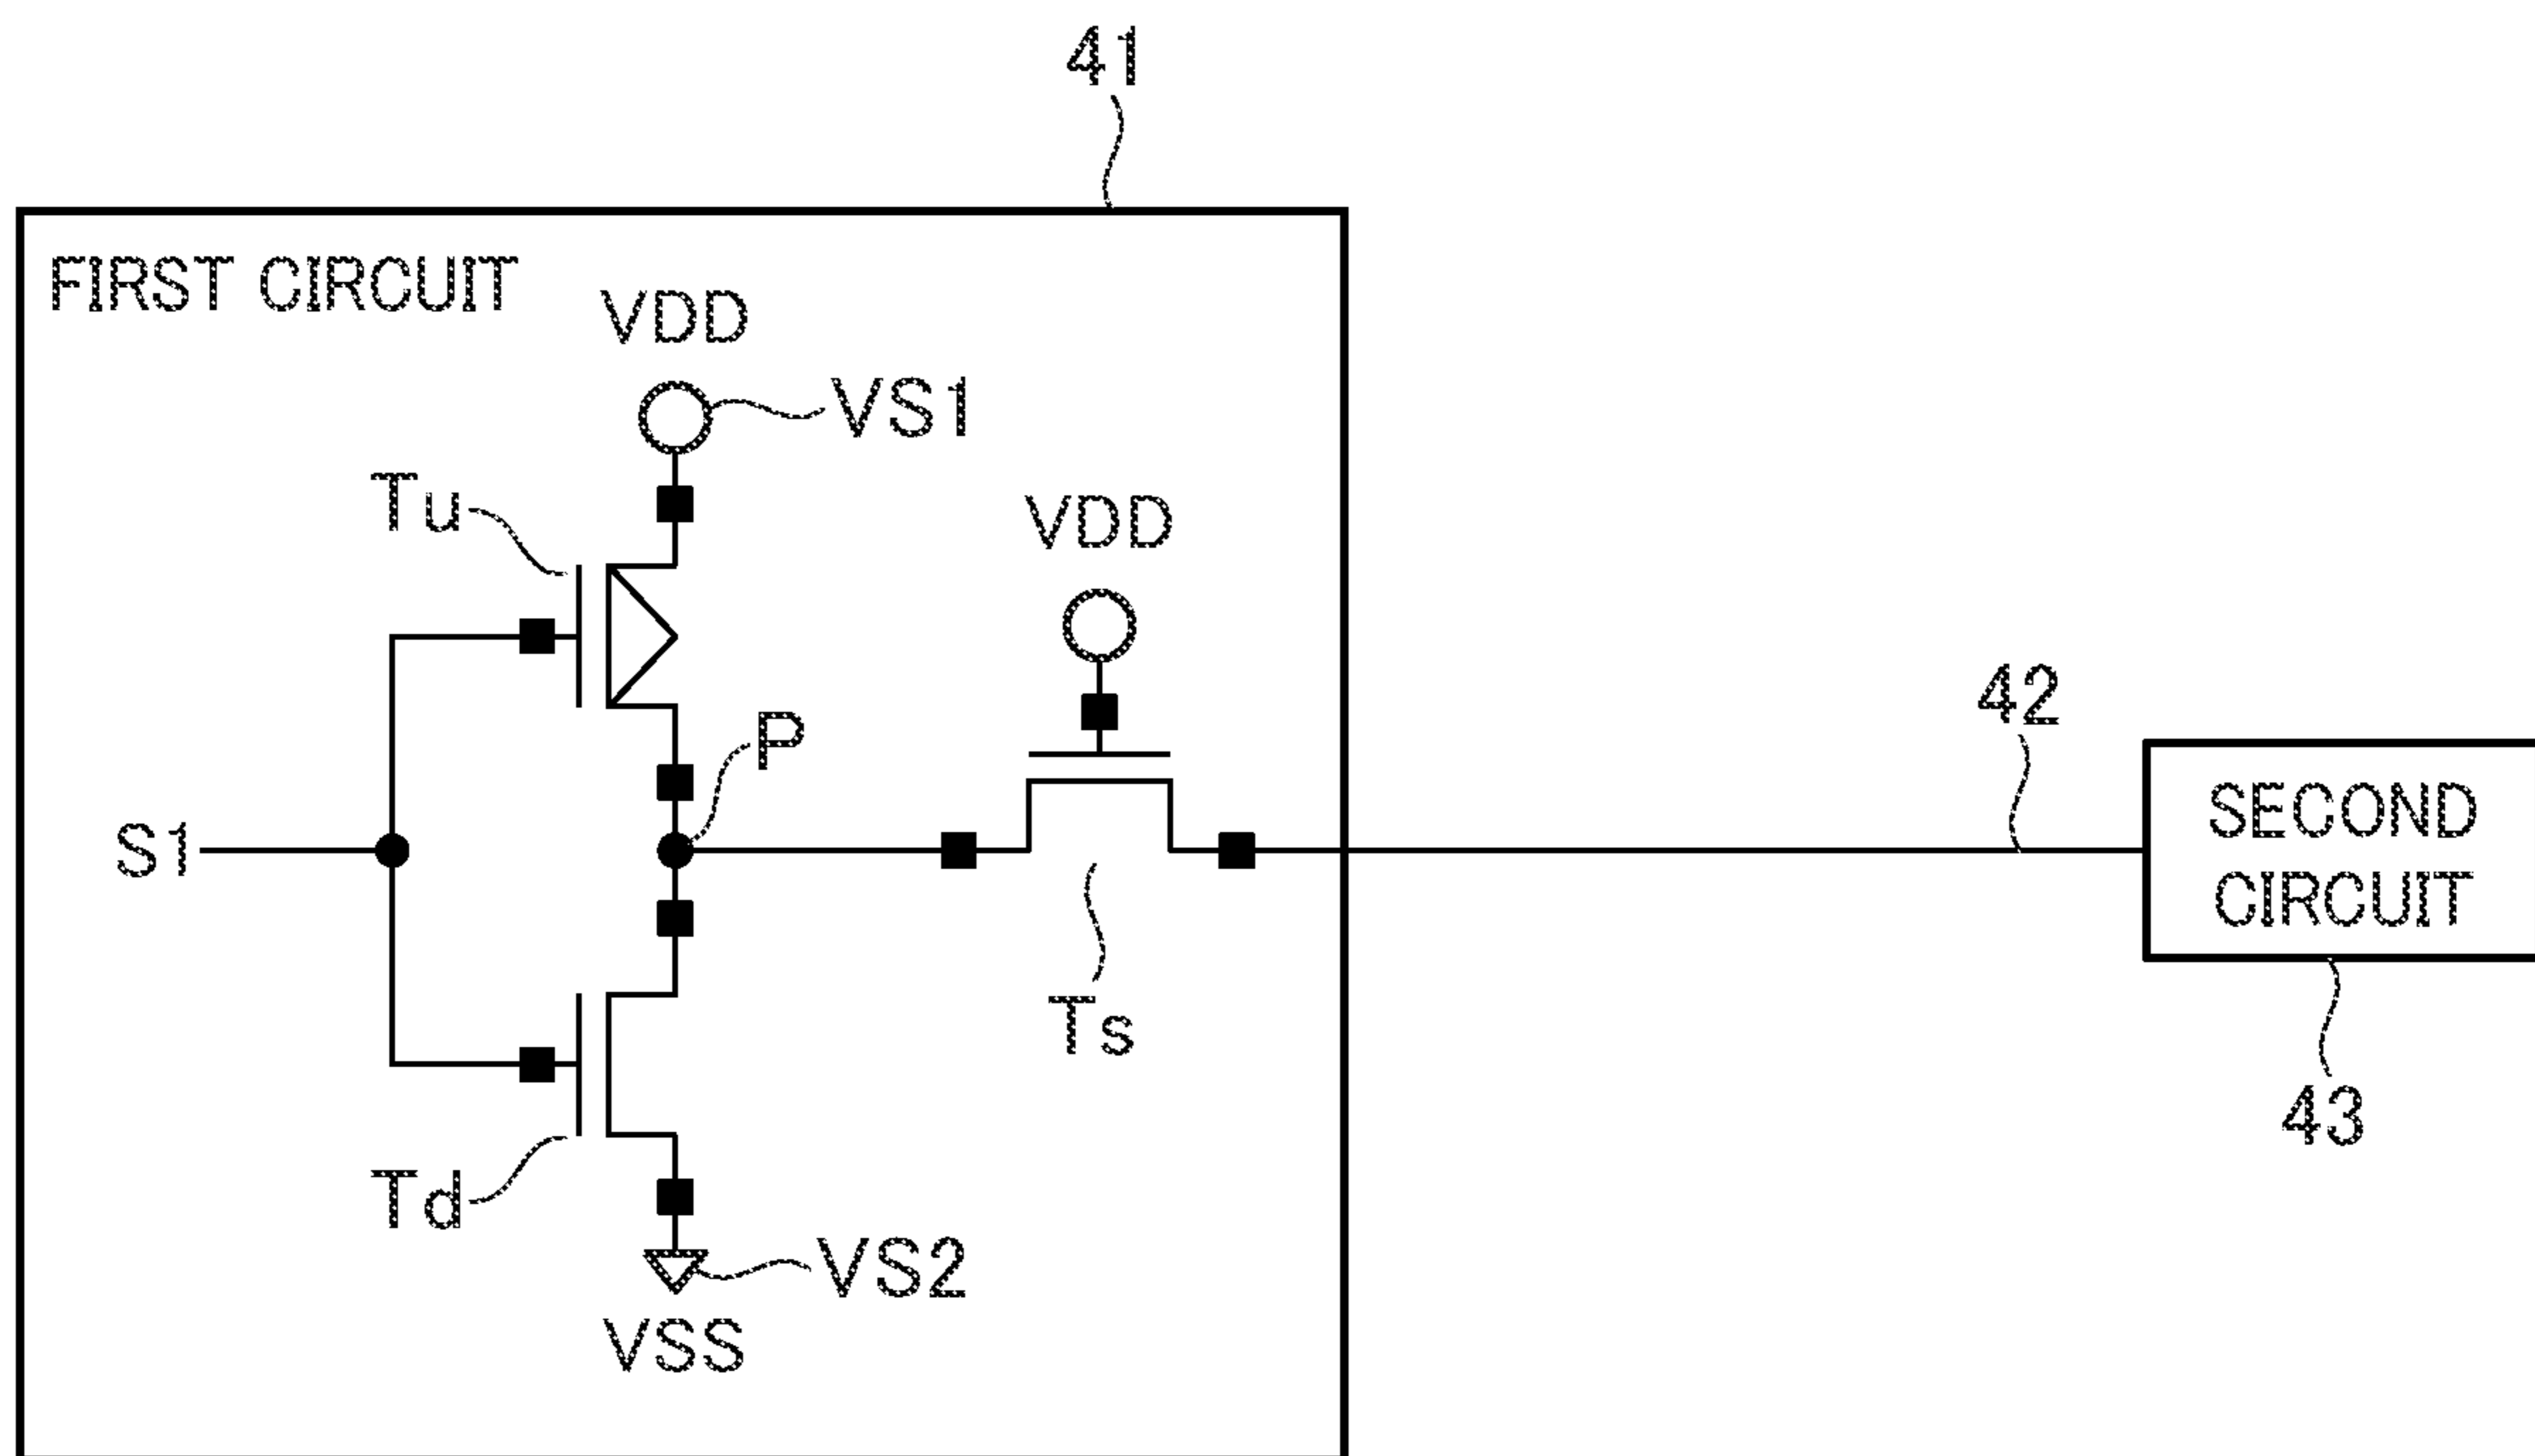 41
FIRST CIRCUIT
VDD
VS1
Tu
VDD
P
42
S1
SECOND
CIRCUIT
Ts
43
Td
VS2
VSS